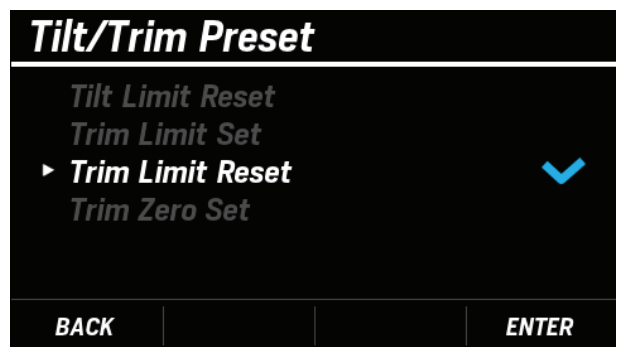 Tilt/Trim Preset
Tilt Limit Reset
Trim Limit Set
Trim Limit Reset
Trim Zero Set
BACK ENTER